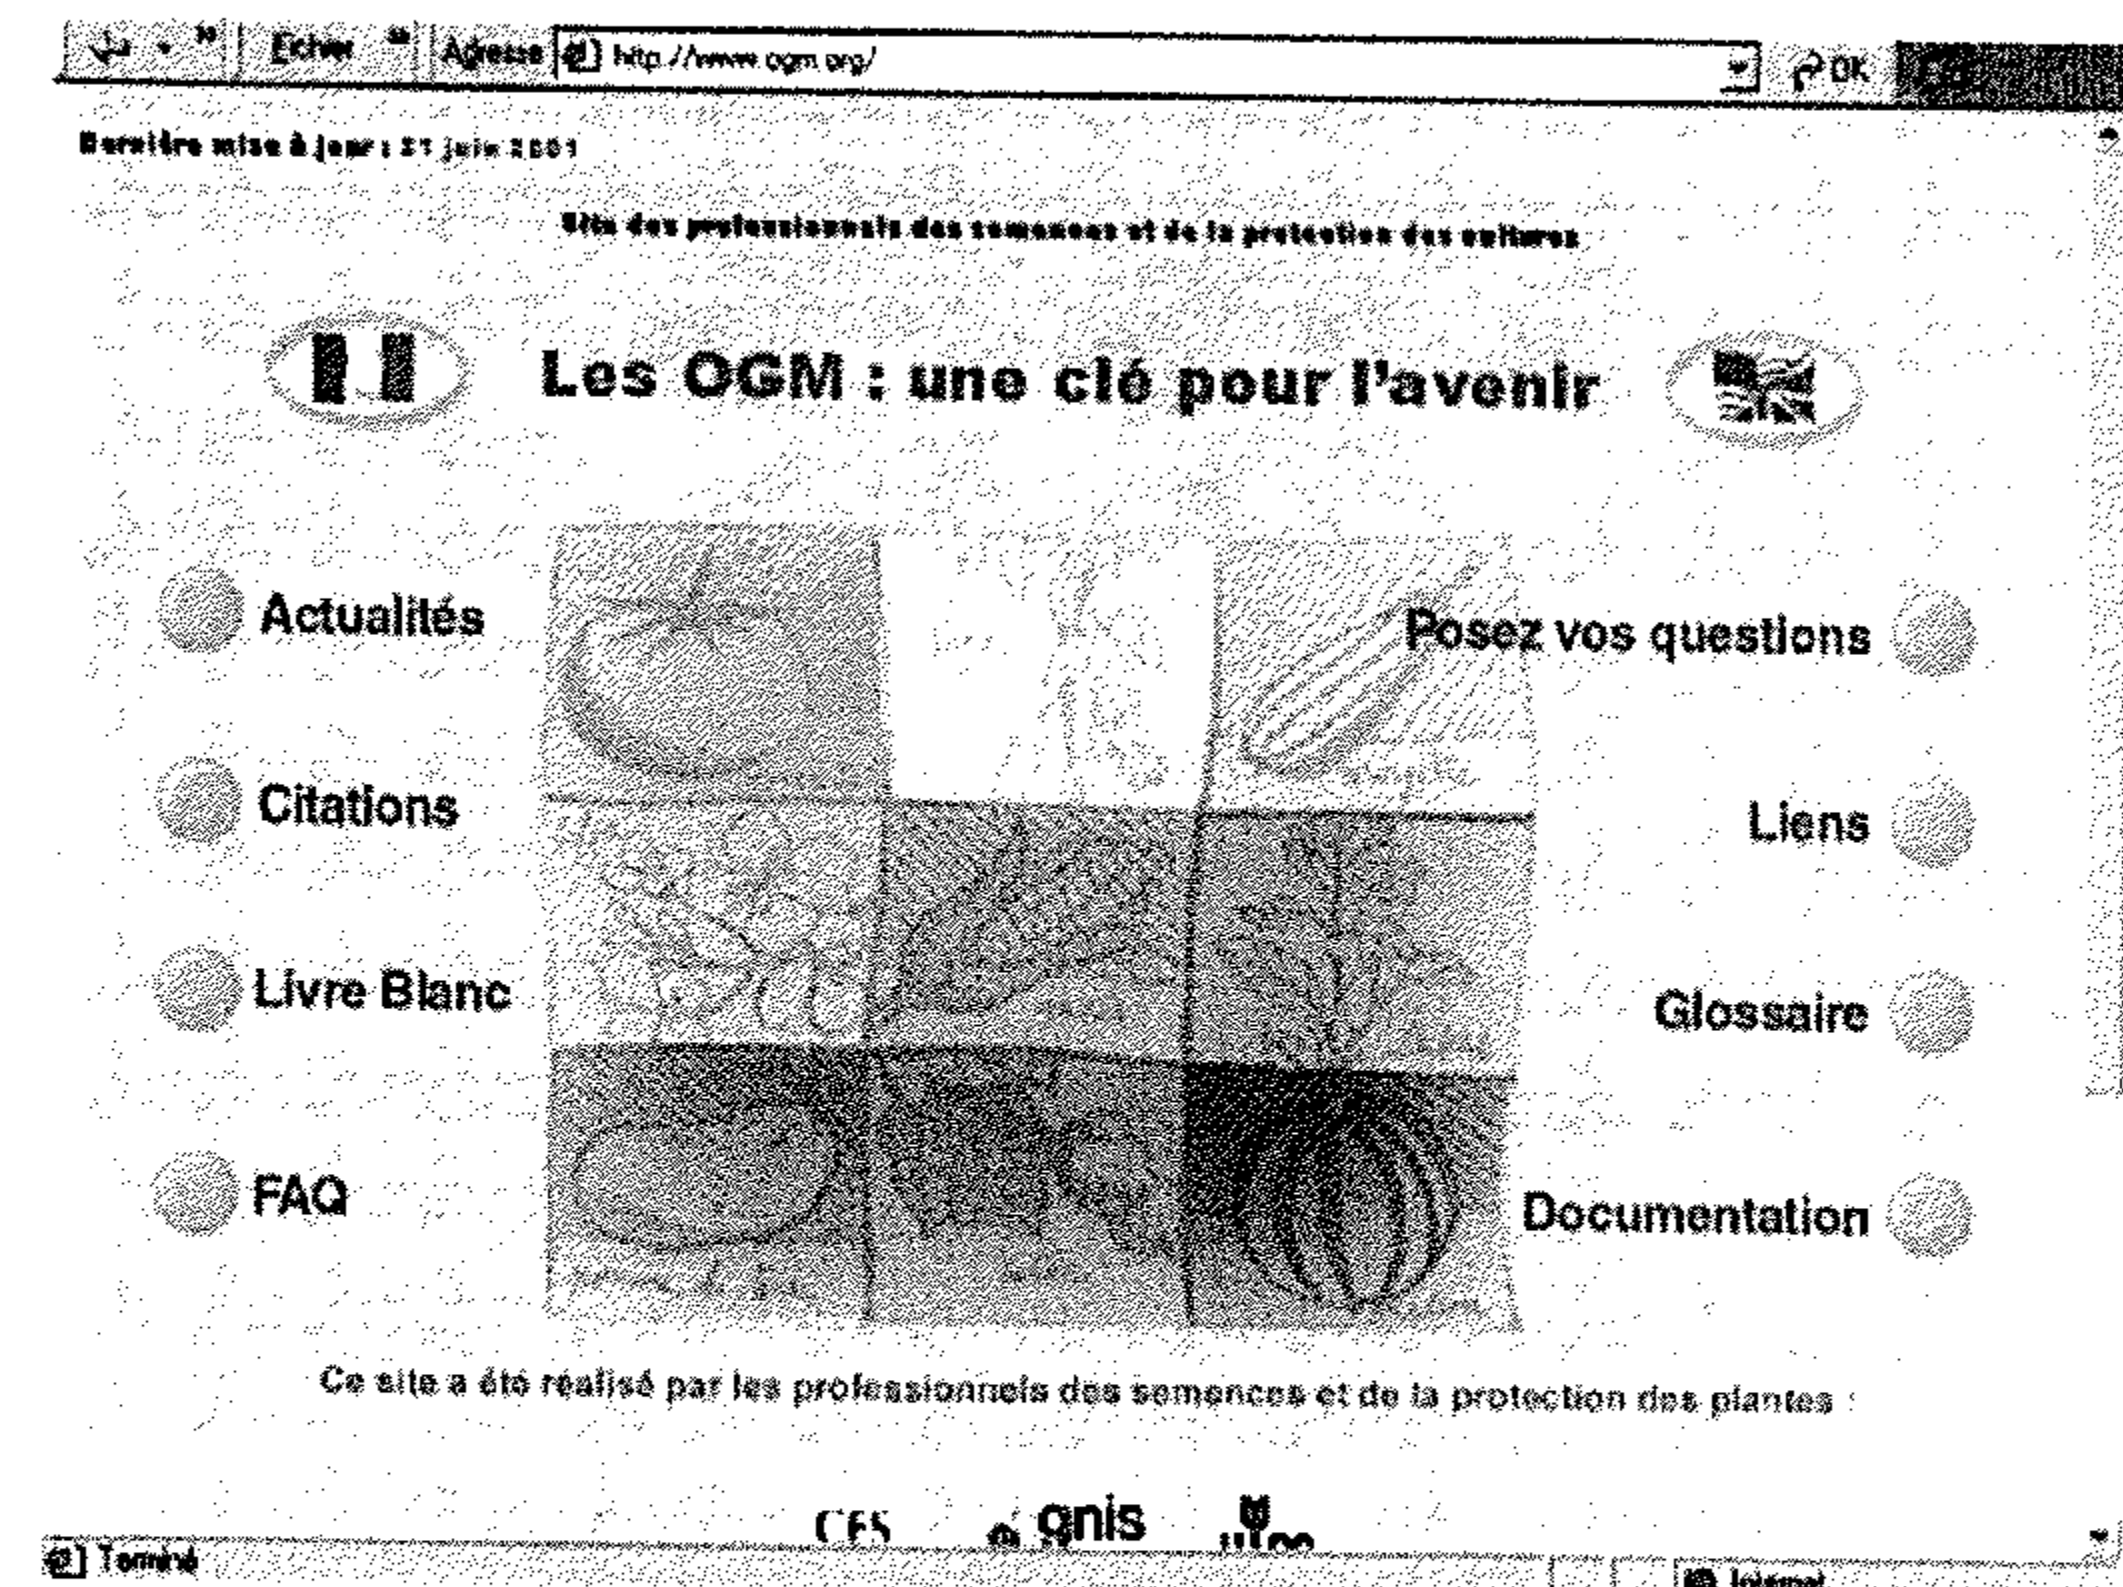 Adresse http://www.ogm.org/ OK
Dernière mise à jour : 21 juin 2001
Site des professionnels des semences et de la protection des cultures
Les OGM : une clé pour l'avenir
Actualités
Posez vos questions
Citations
Liens
Livre Blanc
Glossaire
FAQ
Documentation
Ce site a été réalisé par les professionnels des semences et de la protection des plantes :
gnis
Terminé
Internet